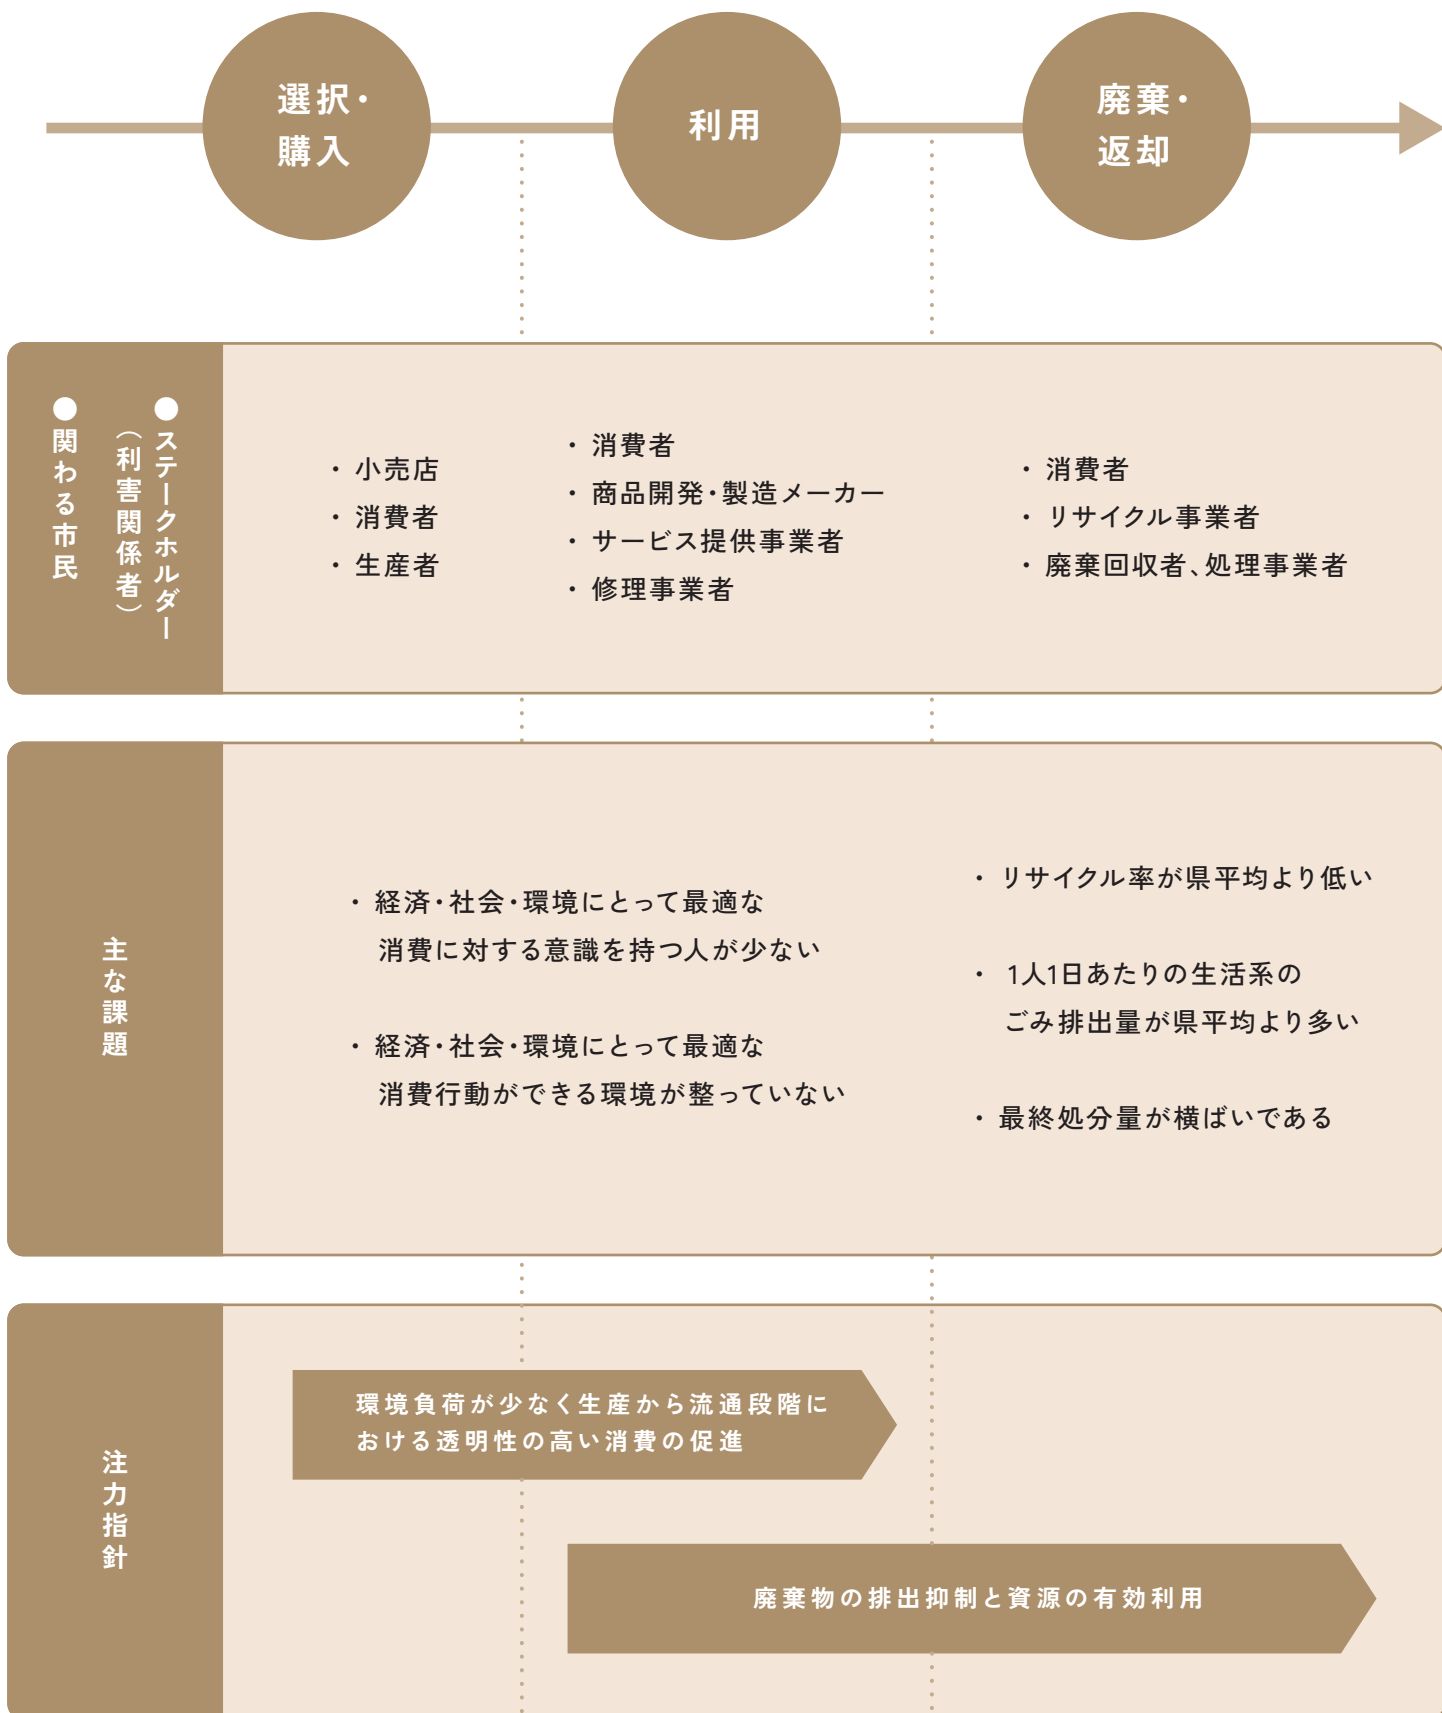 選択・
購入
利用
廃棄・
返却
●ステークホルダー
（利害関係者）
●関わる市民
・ 小売店
・ 消費者
・ 生産者
・ 消費者
・ 商品開発・製造メーカー
・ サービス提供事業者
・ 修理事業者
・ 消費者
・ リサイクル事業者
・ 廃棄回収者、処理事業者
主な課題
・ 経済・社会・環境にとって最適な
消費に対する意識を持つ人が少ない
・ 経済・社会・環境にとって最適な
消費行動ができる環境が整っていない
・ リサイクル率が県平均より低い
・ 1人1日あたりの生活系の
ごみ排出量が県平均より多い
・ 最終処分量が横ばいである
注力指針
環境負荷が少なく生産から流通段階に
おける透明性の高い消費の促進
廃棄物の排出抑制と資源の有効利用